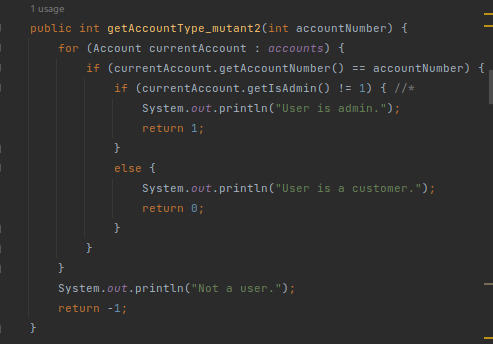 1 usage
public int getAccountType_mutant2(int accountNumber) {
for (Account currentAccount : accounts) {
if (currentAccount.getAccountNumber() == accountNumber) {
if (currentAccount.getIsAdmin() != 1) { //*
System.out.println("User is admin.");
return 1;
}
else {
System.out.println("User is a customer.");
return 0;
}
}
}
System.out.println("Not a user.");
return -1;
}